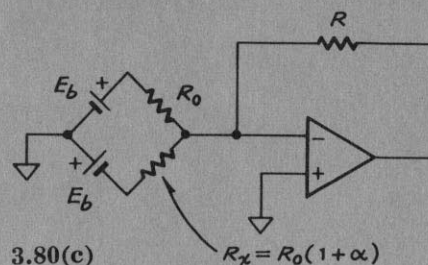 R
+
E_b
R_0
−
+
+
E_b
3.80(c)
R_x = R_0(1+α)